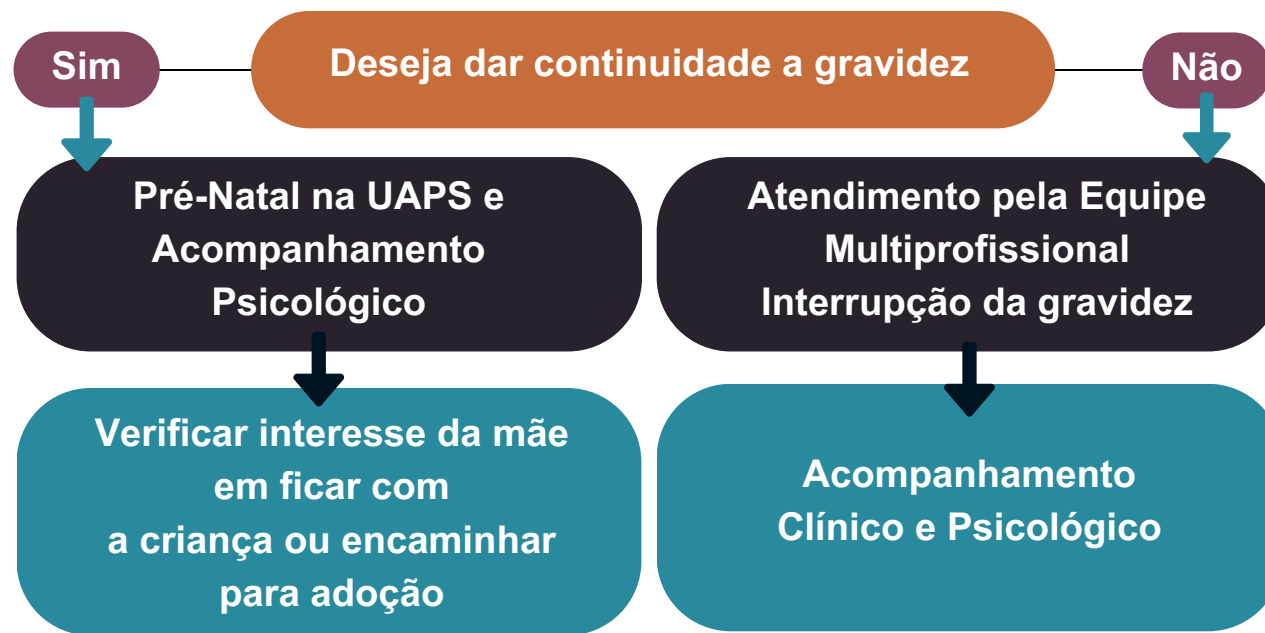 Sim
Deseja dar continuidade a gravidez
Não
Pré-Natal na UAPS e
Acompanhamento
Psicológico
Atendimento pela Equipe
Multiprofissional
Interrupção da gravidez
Verificar interesse da mãe
em ficar com
a criança ou encaminhar
para adoção
Acompanhamento
Clínico e Psicológico